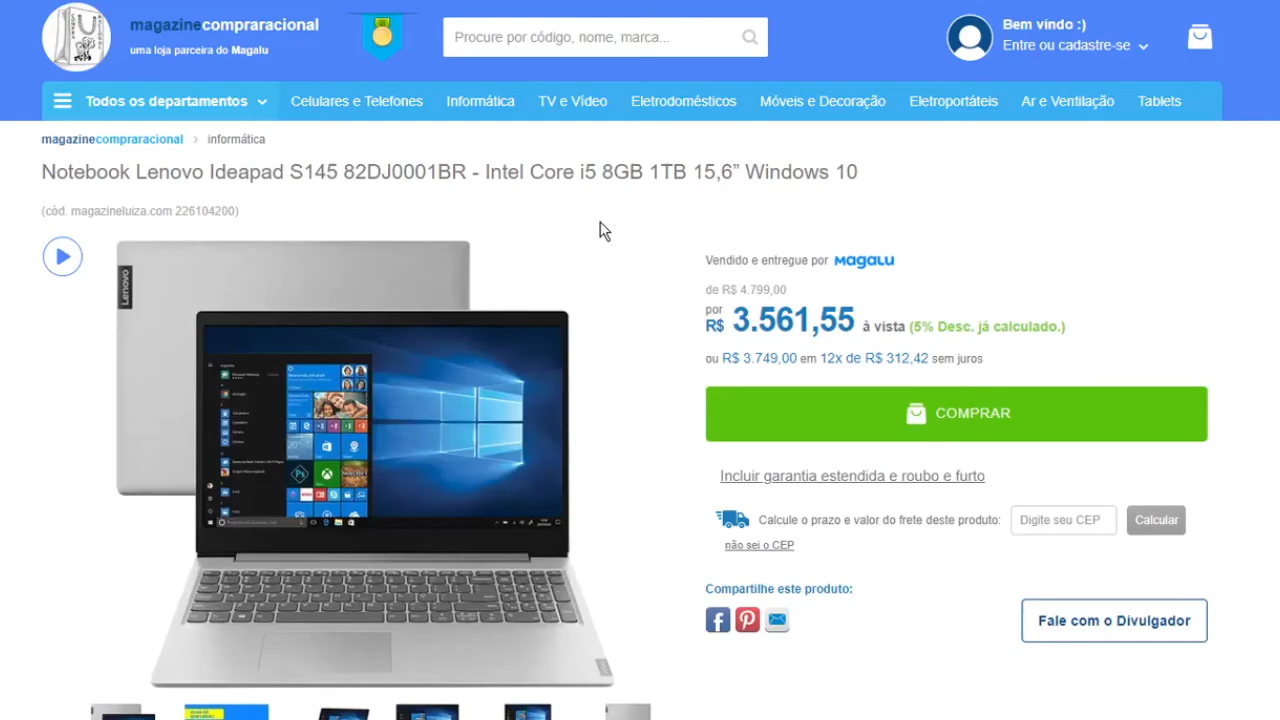 magazinecompraracional
uma loja parceira do Magalu
Procure por código, nome, marca...
Bem vindo :)
Entre ou cadastre-se
Todos os departamentos
Celulares e Telefones
Informática
TV e Vídeo
Eletrodomésticos
Móveis e Decoração
Eletroportáteis
Ar e Ventilação
Tablets
magazinecompraracional > informática
Notebook Lenovo Ideapad S145 82DJ0001BR - Intel Core i5 8GB 1TB 15,6” Windows 10
(cód. magazineluiza.com 226104200)
Lenovo
Vendido e entregue por Magalu
de R$ 4.799,00
por
R$ 3.561,55 à vista (5% Desc. já calculado.)
ou R$ 3.749,00 em 12x de R$ 312,42 sem juros
COMPRAR
Incluir garantia estendida e roubo e furto
Calcule o prazo e valor do frete deste produto:
Digite seu CEP
Calcular
não sei o CEP
Compartilhe este produto:
Fale com o Divulgador